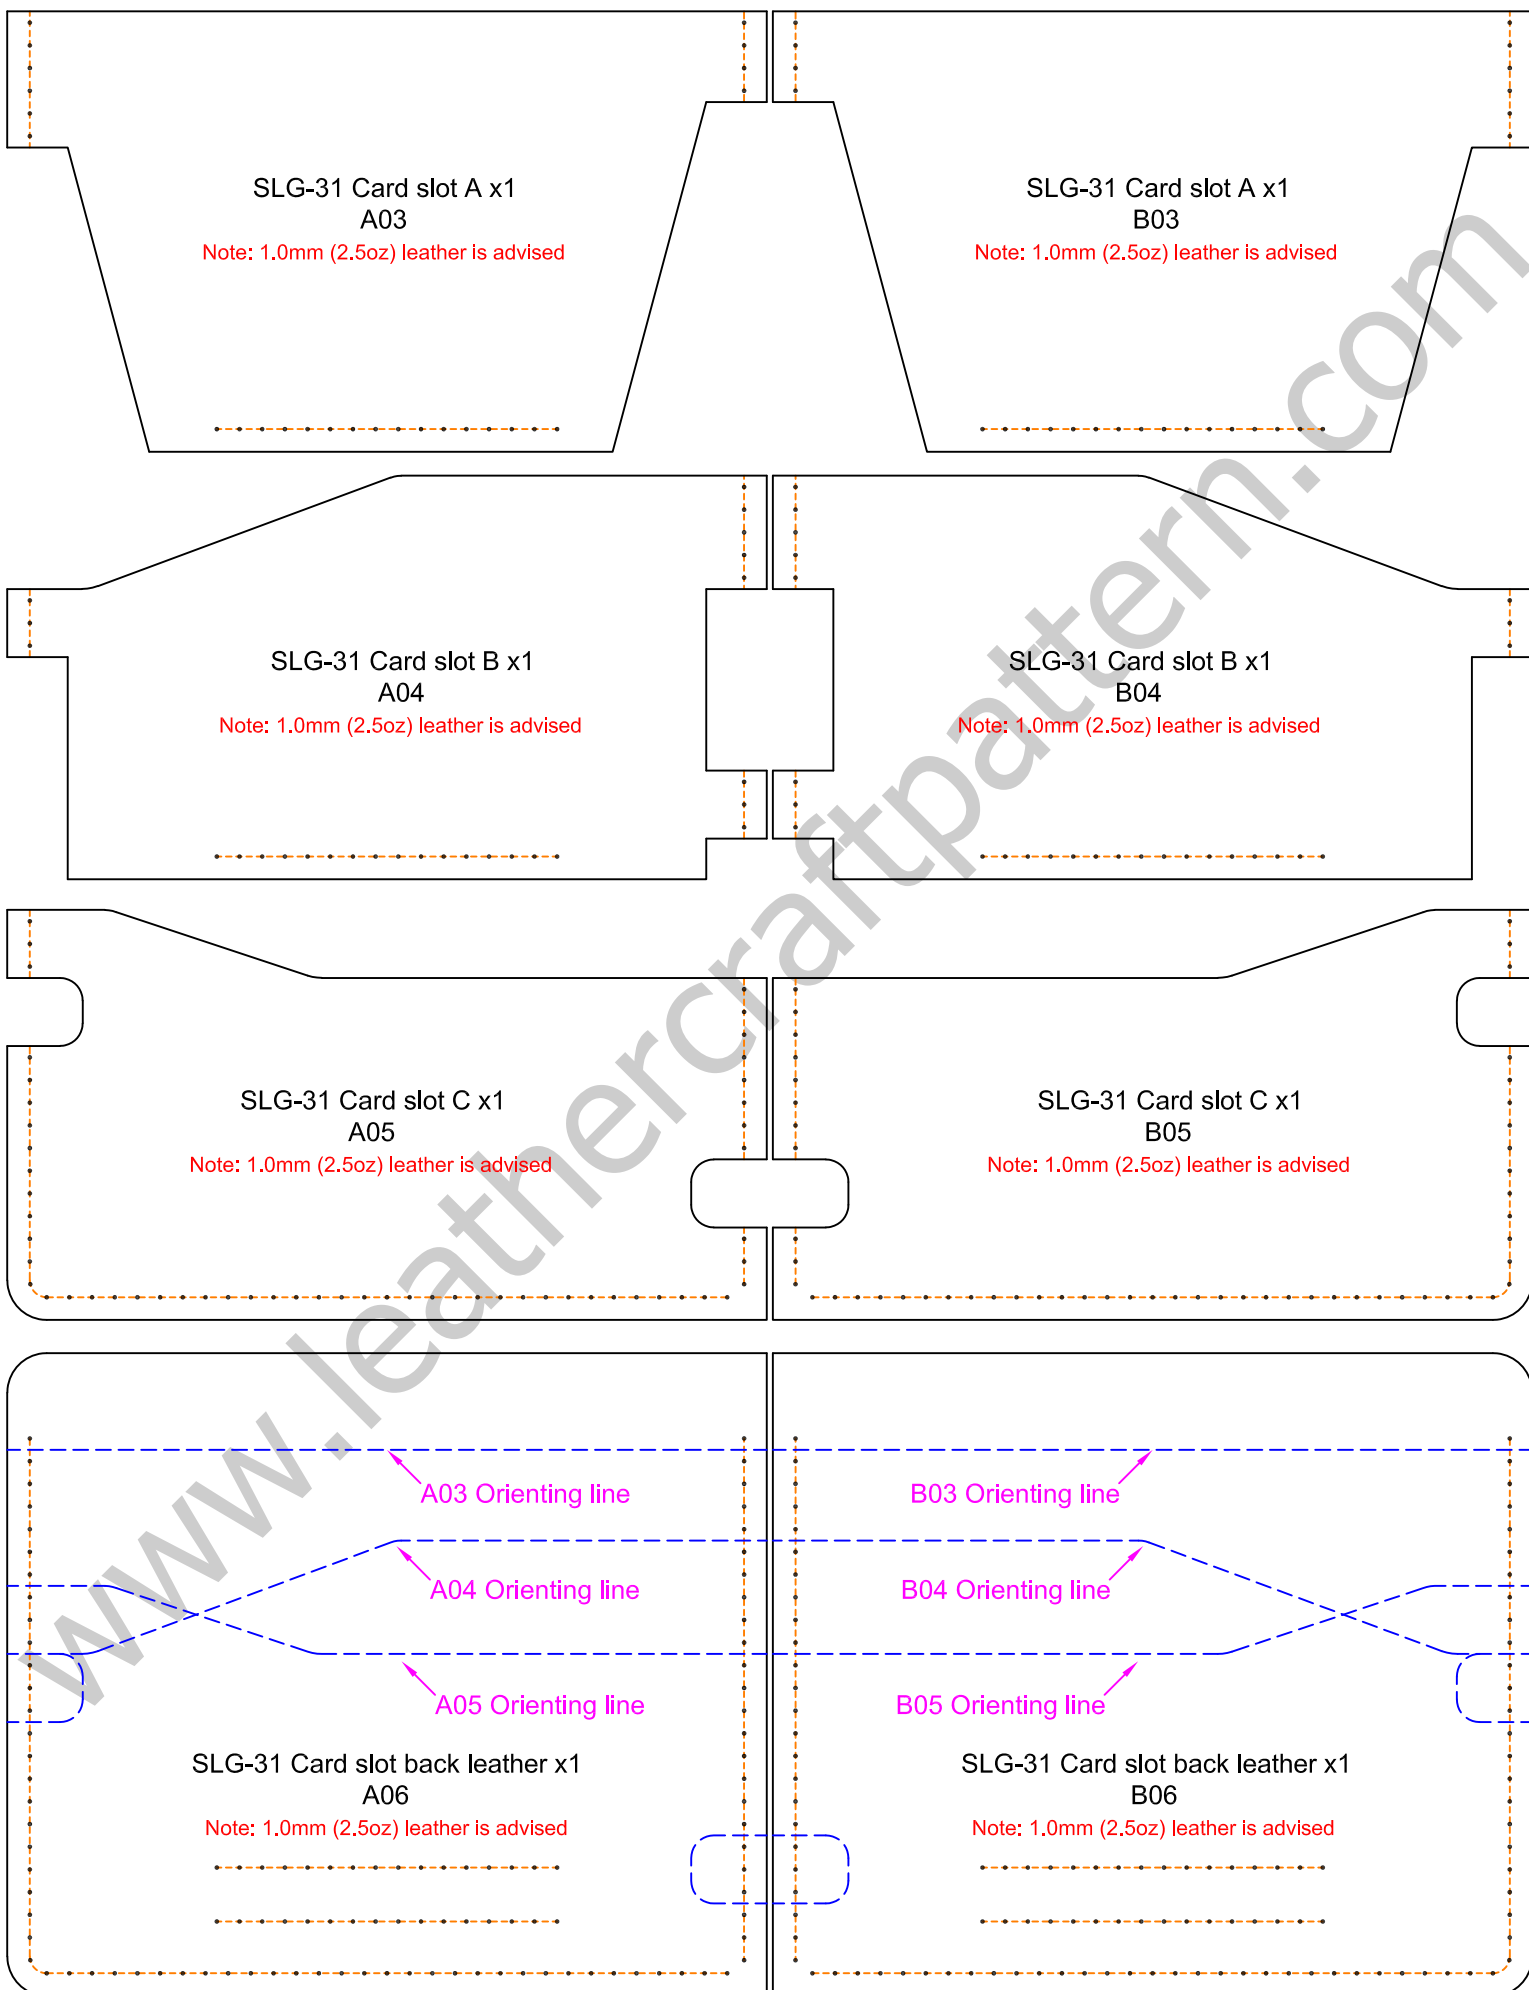 SLG-31 Card slot A x1
A03
Note: 1.0mm (2.5oz) leather is advised
SLG-31 Card slot A x1
B03
Note: 1.0mm (2.5oz) leather is advised
SLG-31 Card slot B x1
A04
Note: 1.0mm (2.5oz) leather is advised
SLG-31 Card slot B x1
B04
Note: 1.0mm (2.5oz) leather is advised
SLG-31 Card slot C x1
A05
Note: 1.0mm (2.5oz) leather is advised
SLG-31 Card slot C x1
B05
Note: 1.0mm (2.5oz) leather is advised
A03 Orienting line
B03 Orienting line
A04 Orienting line
B04 Orienting line
A05 Orienting line
B05 Orienting line
SLG-31 Card slot back leather x1
A06
Note: 1.0mm (2.5oz) leather is advised
SLG-31 Card slot back leather x1
B06
Note: 1.0mm (2.5oz) leather is advised
www.leathercraftpattern.com